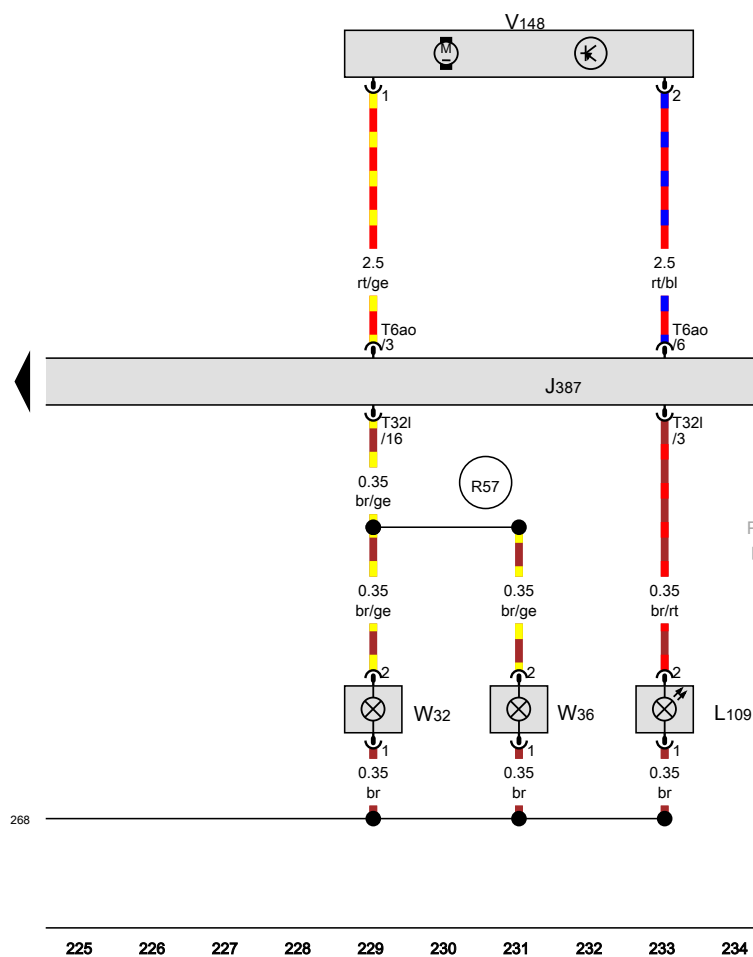 V148
M
1
2
2.5
rt/ge
2.5
rt/bl
T6ao
/3
T6ao
/6
J387
T32l
/16
T32l
/3
0.35
br/ge
R57
0.35
br/ge
0.35
br/ge
0.35
br/rt
2
2
2
W32
W36
L109
1
1
1
0.35
br
0.35
br
0.35
br
268
225 226 227 228 229 230 231 232 233 234